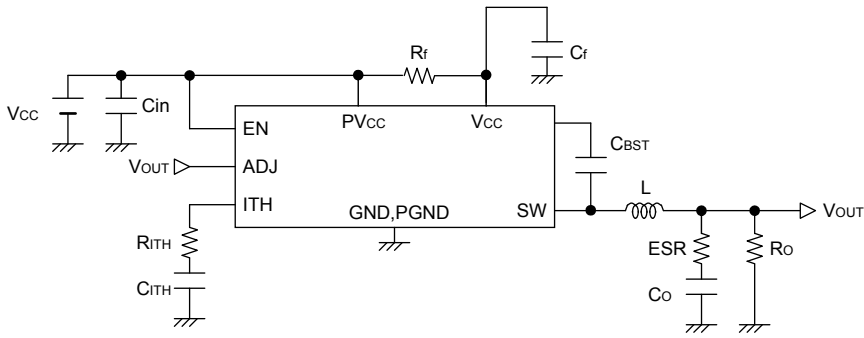 Rf
Cf
VCC
Cin
EN
PVCC
VCC
CBST
VOUT
ADJ
L
ITH
GND,PGND
SW
VOUT
RITH
ESR
RO
CITH
CO